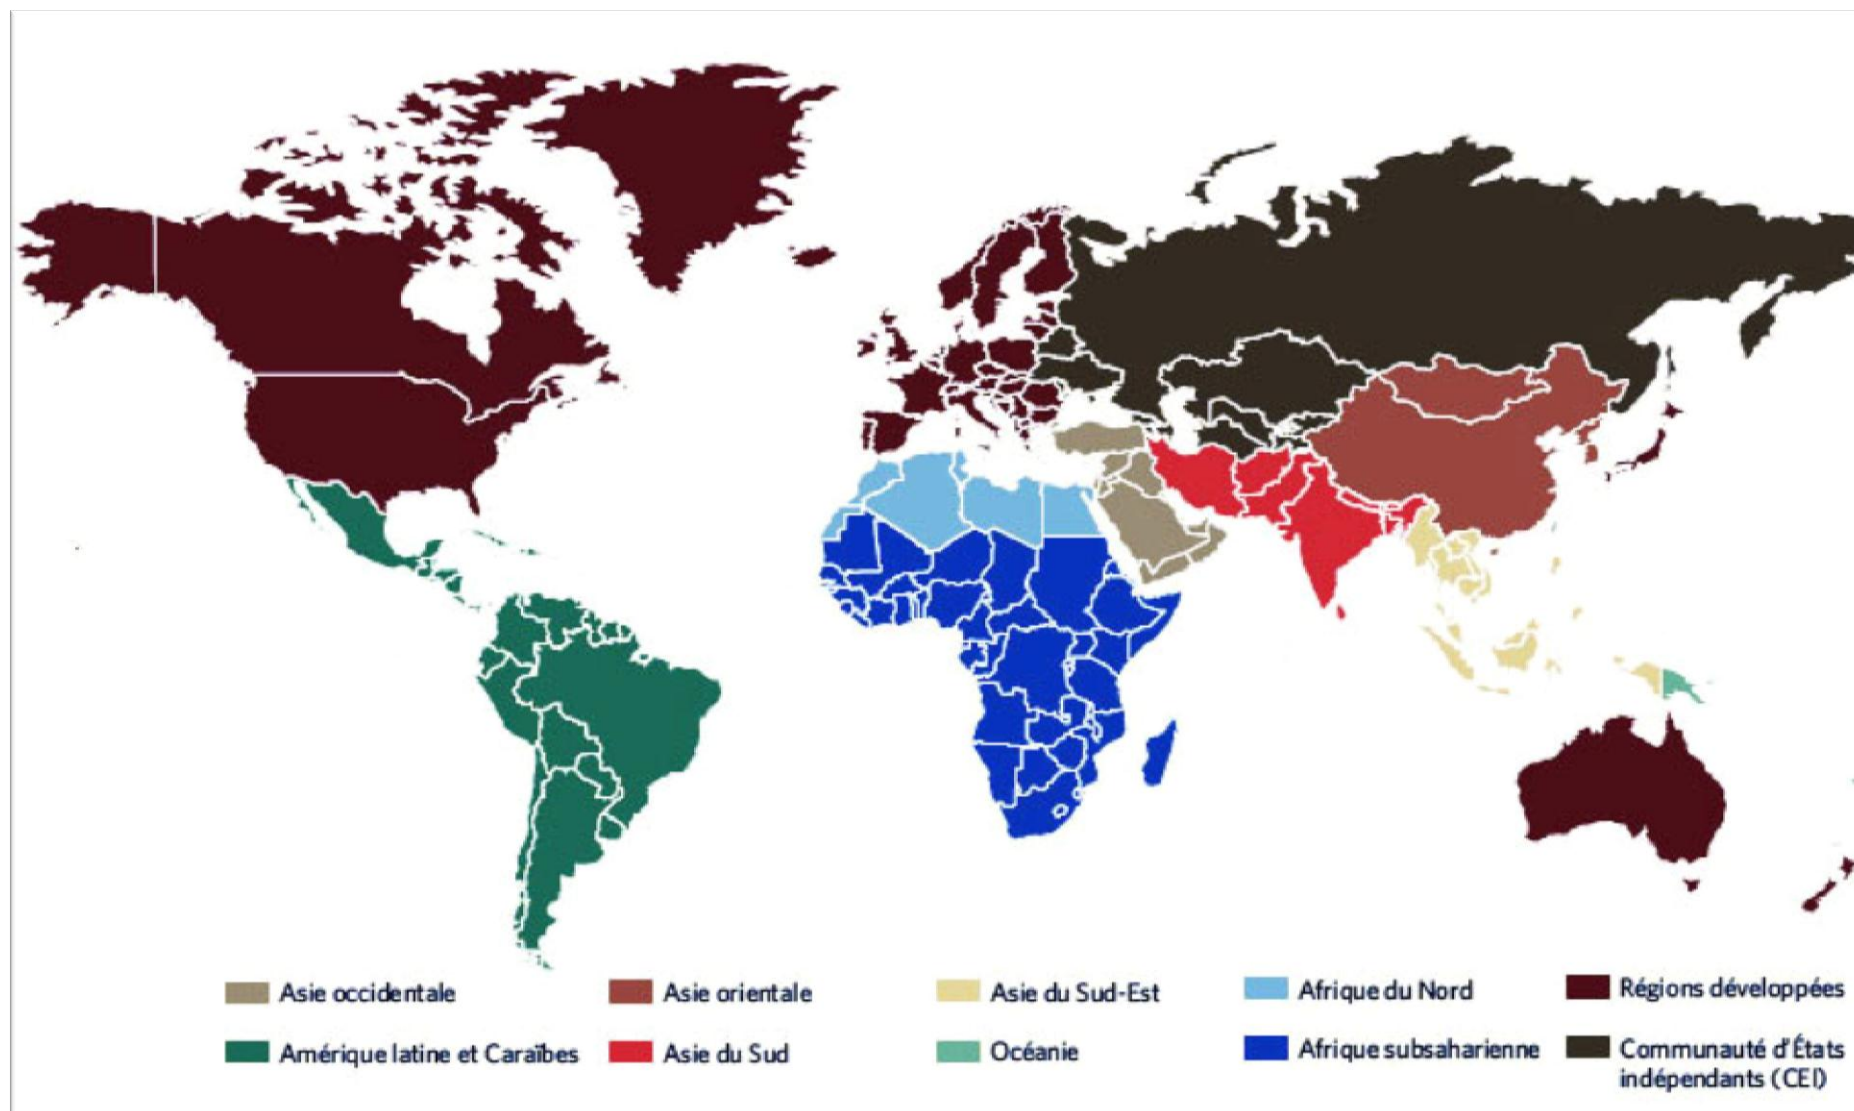 Asie occidentale
Asie orientale
Asie du Sud-Est
Afrique du Nord
Régions développées
Amérique latine et Caraïbes
Asie du Sud
Océanie
Afrique subsaharienne
Communauté d'États
indépendants (CEI)